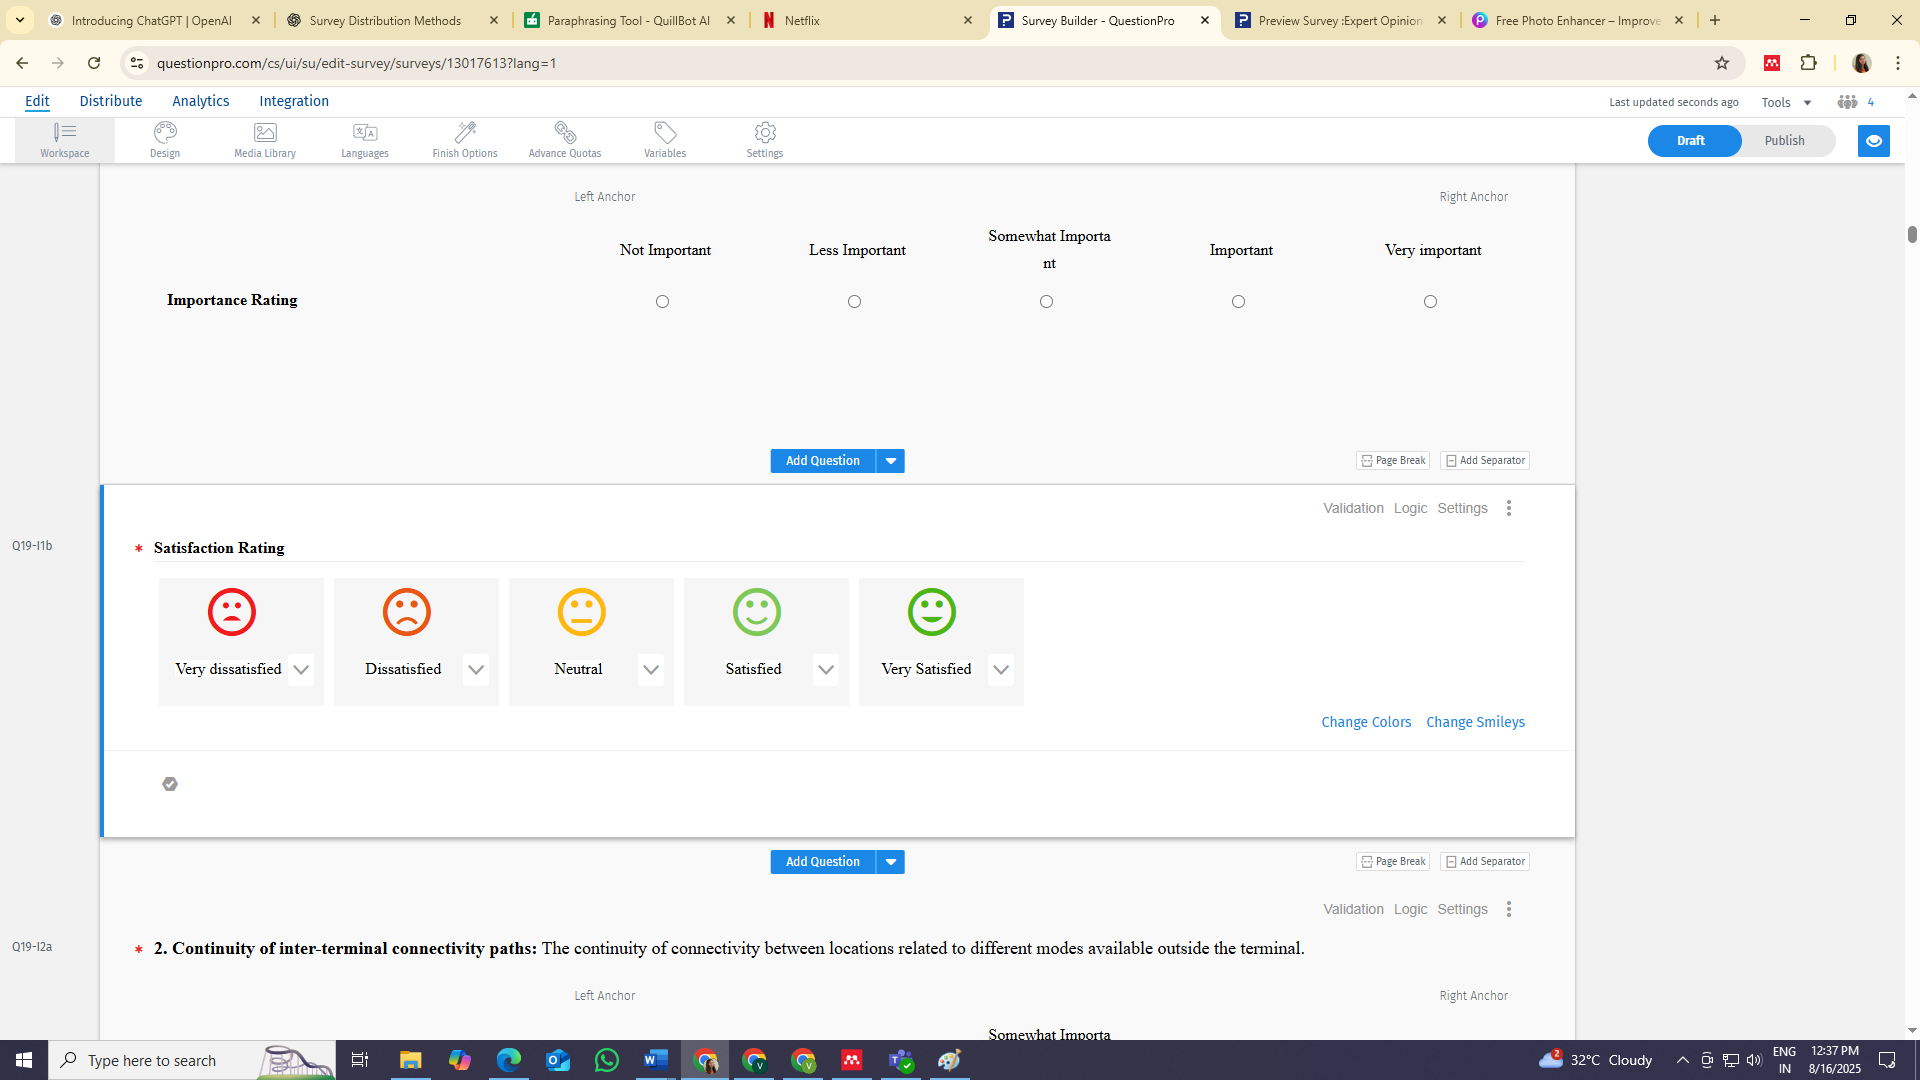 Introducing ChatGPT | OpenAI
Survey Distribution Methods
Paraphrasing Tool - QuillBot AI
Netflix
Survey Builder - QuestionPro
Preview Survey :Expert Opinion
Free Photo Enhancer – Improve
questionpro.com/cs/ui/su/edit-survey/surveys/13017613?lang=1
Edit Distribute Analytics Integration
Last updated seconds ago Tools 4
Workspace Design Media Library Languages Finish Options Advance Quotas Variables Settings
Draft Publish
Left Anchor Right Anchor
Not Important Less Important Somewhat Importa
nt Important Very important
Importance Rating
Add Question Page Break Add Separator
Validation Logic Settings
Q19-I1b * Satisfaction Rating
Very dissatisfied Dissatisfied Neutral Satisfied Very Satisfied
Change Colors Change Smileys
Add Question Page Break Add Separator
Validation Logic Settings
Q19-I2a * 2. Continuity of inter-terminal connectivity paths: The continuity of connectivity between locations related to different modes available outside the terminal.
Left Anchor Right Anchor
Somewhat Importa
Type here to search
2
32°C Cloudy
ENG
IN
12:37 PM
8/16/2025